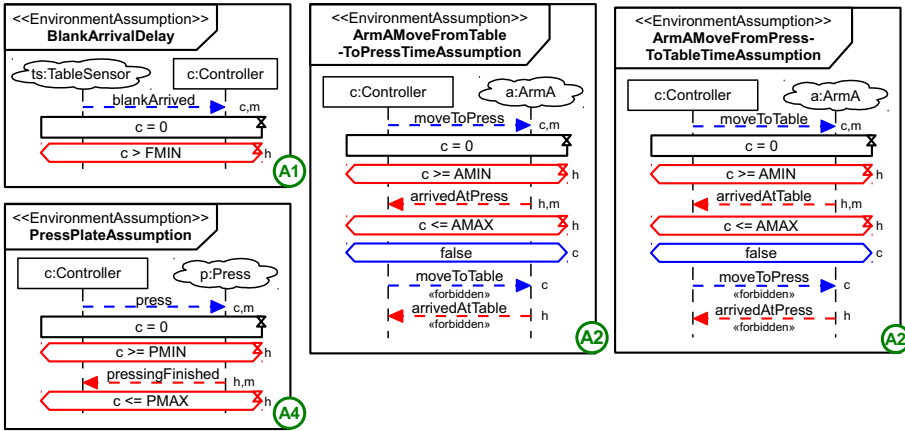 <<EnvironmentAssumption>>
BlankArrivalDelay
ts:TableSensor
c:Controller
blankArrived
c,m
c = 0
c > FMIN
h
A1
<<EnvironmentAssumption>>
PressPlateAssumption
c:Controller
p:Press
press
c,m
c = 0
c >= PMIN
h
pressingFinished
h,m
c <= PMAX
h
A4
<<EnvironmentAssumption>>
ArmAMoveFromTable
-ToPressTimeAssumption
c:Controller
a:ArmA
moveToPress
c,m
c = 0
c >= AMIN
h
arrivedAtPress
h,m
c <= AMAX
h
false
c
moveToTable
c
«forbidden»
arrivedAtTable
h
«forbidden»
A2
<<EnvironmentAssumption>>
ArmAMoveFromPress-
ToTableTimeAssumption
c:Controller
a:ArmA
moveToTable
c,m
c = 0
c >= AMIN
h
arrivedAtTable
h,m
c <= AMAX
h
false
c
moveToPress
c
«forbidden»
arrivedAtPress
h
«forbidden»
A2